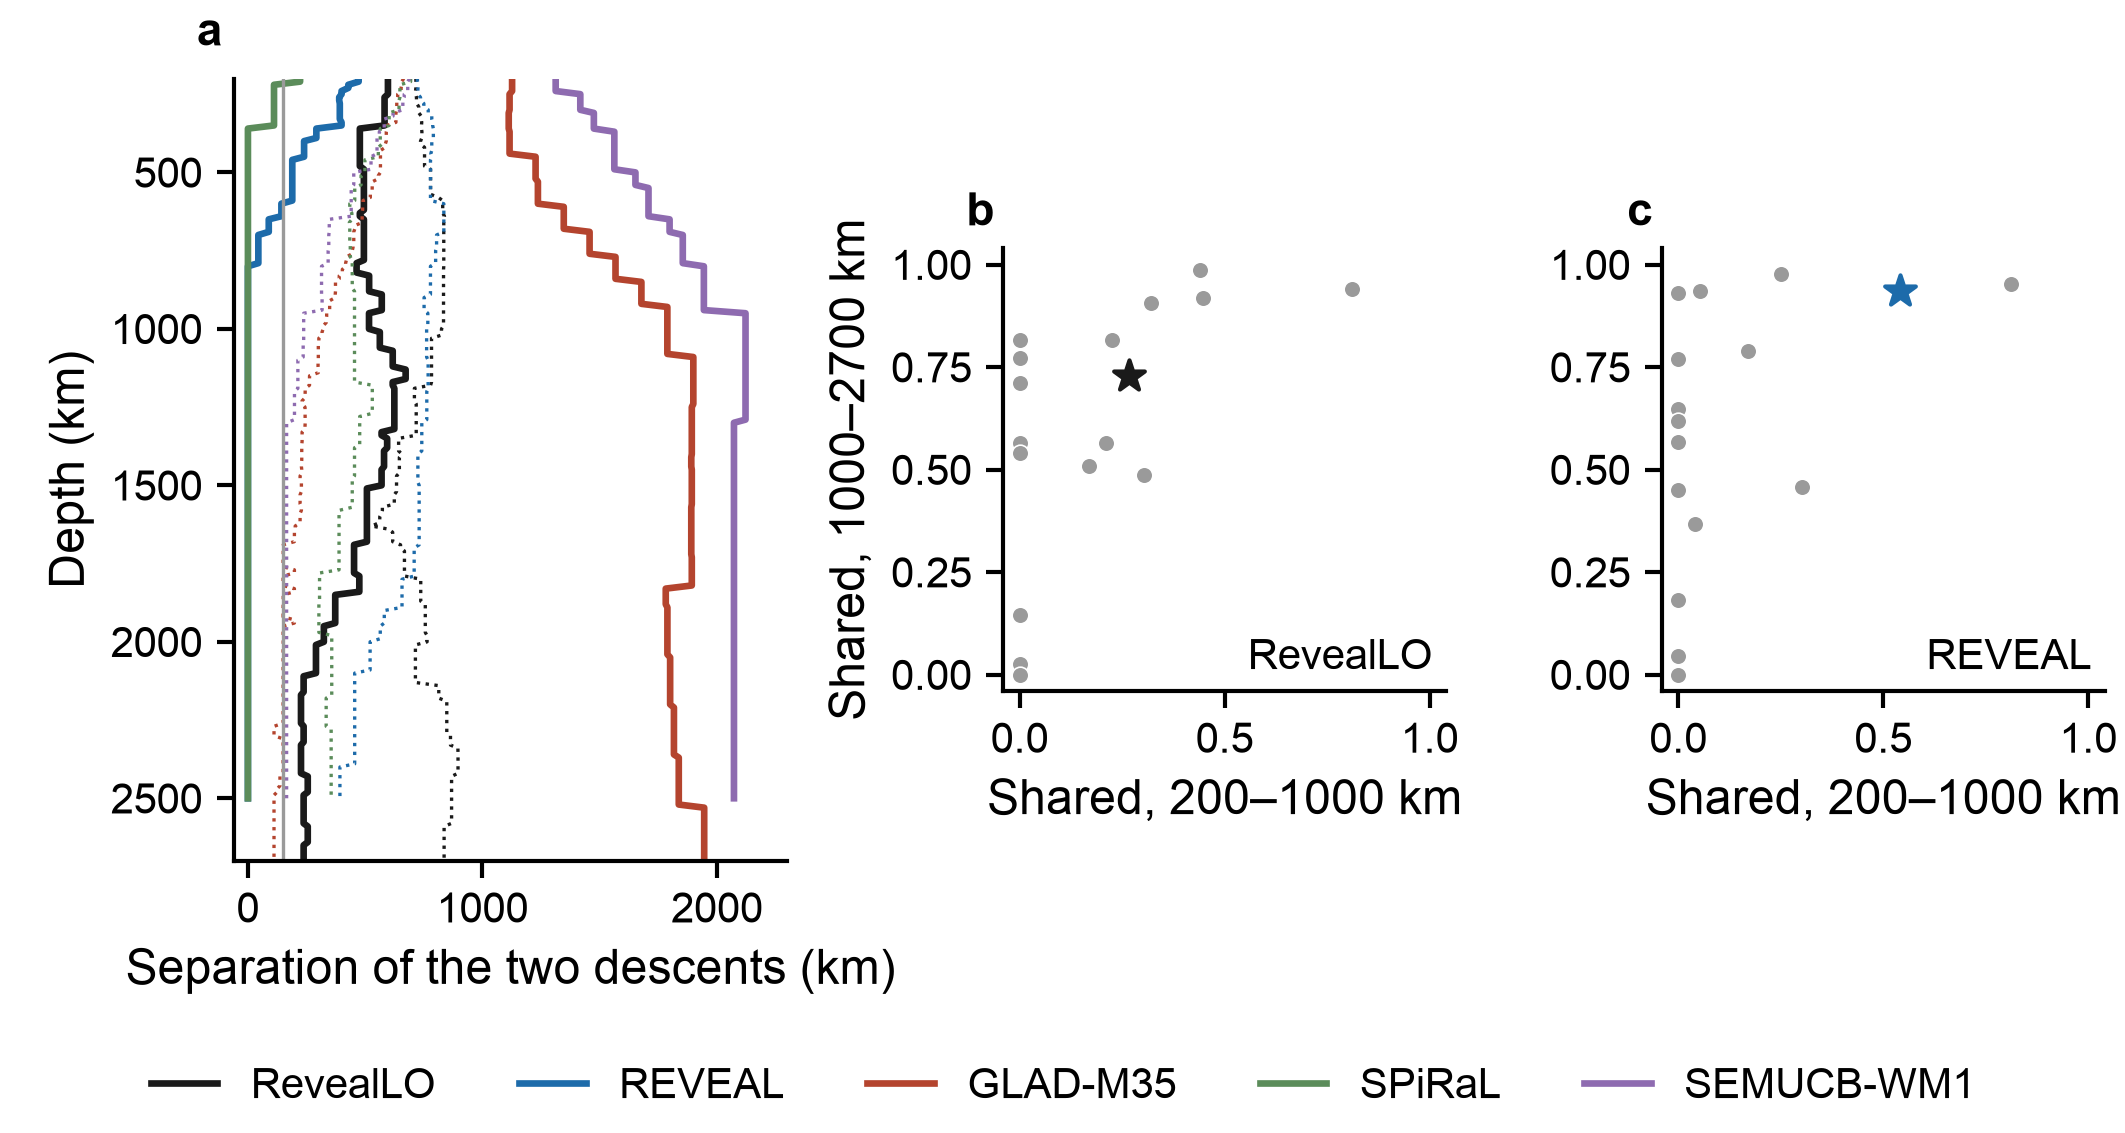 a
500
1000
1500
2000
2500
Depth (km)
0 1000 2000
Separation of the two descents (km)
b
1.00
0.75
0.50
0.25
0.00
Shared, 1000–2700 km
RevealLO
0.0 0.5 1.0
Shared, 200–1000 km
c
1.00
0.75
0.50
0.25
0.00
REVEAL
0.0 0.5 1.0
Shared, 200–1000 km
RevealLO REVEAL GLAD-M35 SPiRaL SEMUCB-WM1